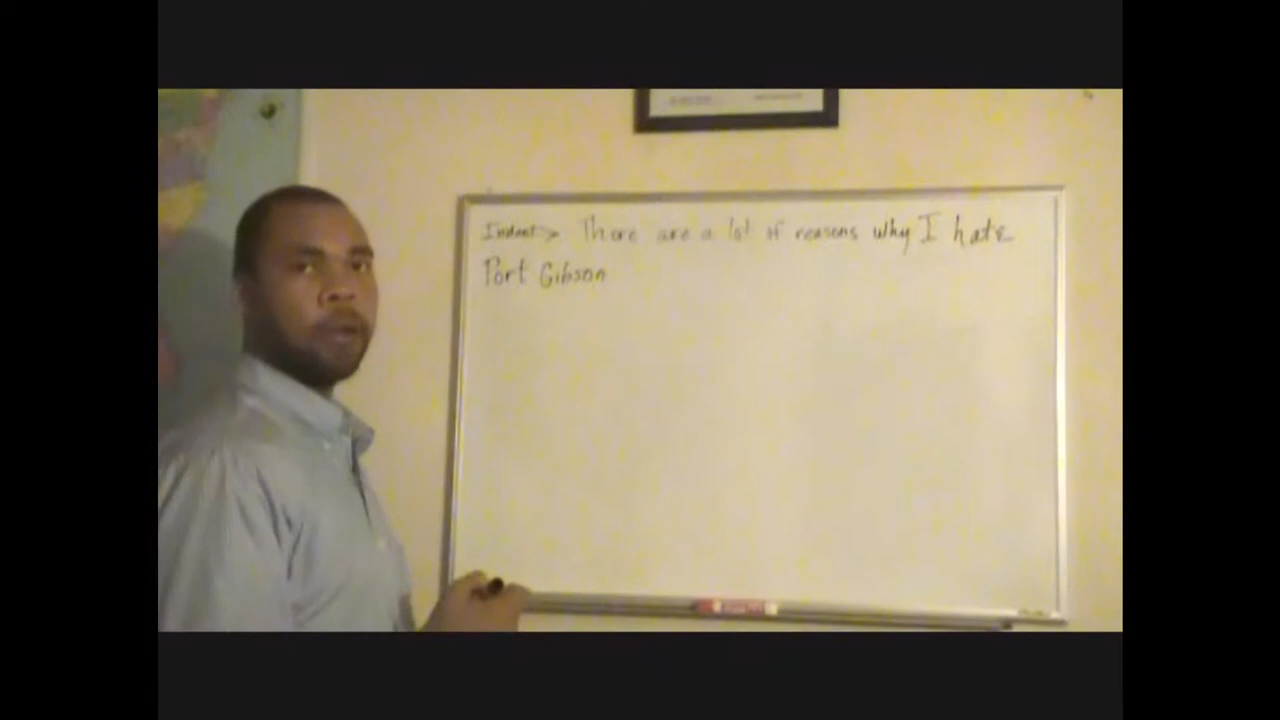 Indent> There are a lot of reasons why I hate
Port Gibson